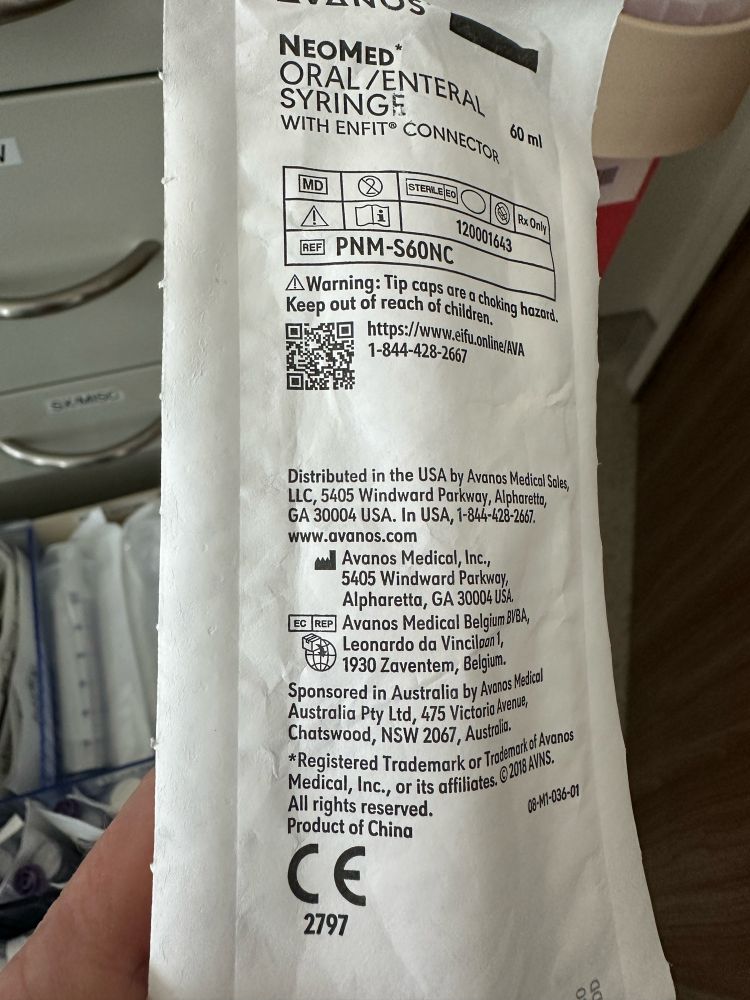 AVANOS
NEOMED*
ORAL/ENTERAL
SYRINGE
WITH ENFIT® CONNECTOR
60 ml
MD
2
STERILE EO
Rx Only
120001643
REF PNM-S60NC
Warning: Tip caps are a choking hazard.
Keep out of reach of children.
https://www.eifu.online/AVA
1-844-428-2667
Distributed in the USA by Avanos Medical Sales,
LLC, 5405 Windward Parkway, Alpharetta,
GA 30004 USA. In USA, 1-844-428-2667.
www.avanos.com
Avanos Medical, Inc.,
5405 Windward Parkway,
Alpharetta, GA 30004 USA.
EC REP Avanos Medical Belgium BVBA,
Leonardo da Vincilaan 1,
1930 Zaventem, Belgium.
Sponsored in Australia by Avanos Medical
Australia Pty Ltd, 475 Victoria Avenue,
Chatswood, NSW 2067, Australia.
*Registered Trademark or Trademark of Avanos
Medical, Inc., or its affiliates. © 2018 AVNS.
All rights reserved.
08-M1-036-01
Product of China
CE
2797